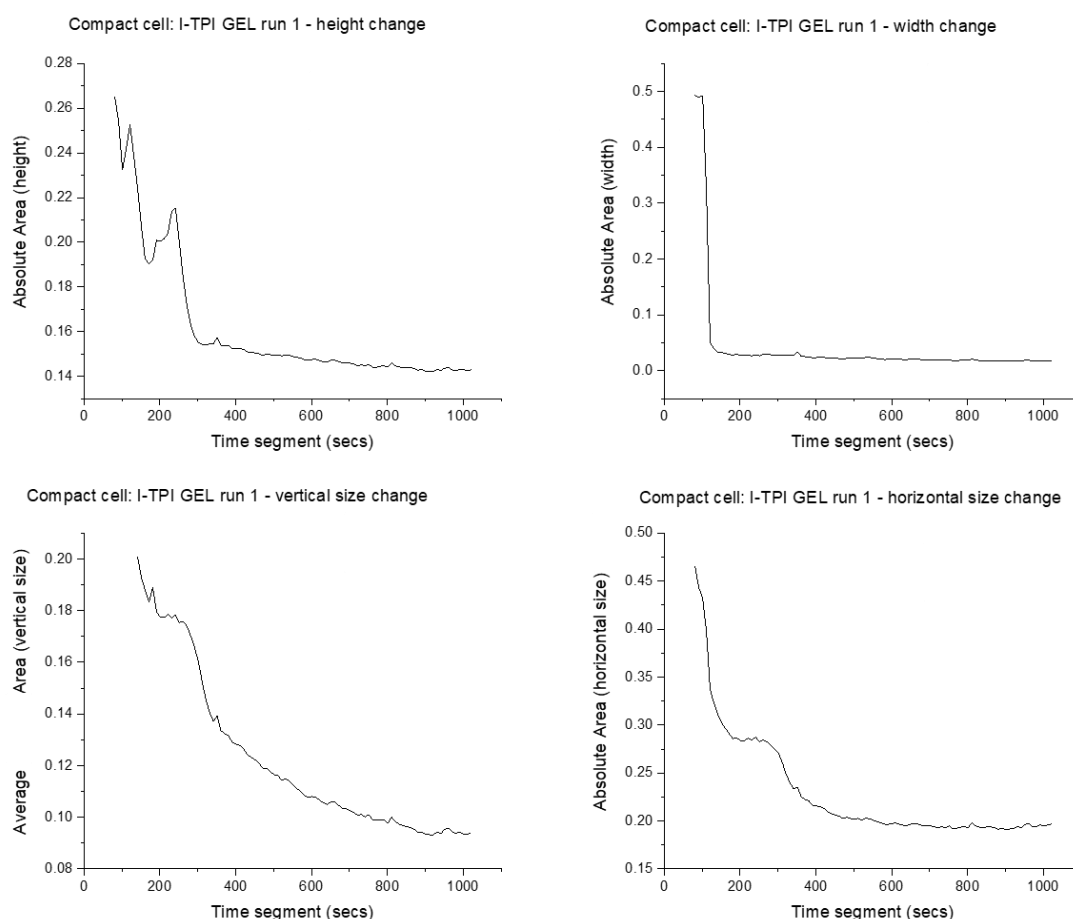 Compact cell: I-TPI GEL run 1 - height change
0.28
0.26
0.24
0.22
0.20
0.18
0.16
0.14
Absolute Area (height)
0 200 400 600 800 1000
Time segment (secs)
Compact cell: I-TPI GEL run 1 - width change
0.5
0.4
0.3
0.2
0.1
0.0
Absolute Area (width)
0 200 400 600 800 1000
Time segment (secs)
Compact cell: I-TPI GEL run 1 - vertical size change
0.20
0.18
0.16
0.14
0.12
0.10
0.08
Average Area (vertical size)
0 200 400 600 800 1000
Time segment (secs)
Compact cell: I-TPI GEL run 1 - horizontal size change
0.50
0.45
0.40
0.35
0.30
0.25
0.20
0.15
Absolute Area (horizontal size)
0 200 400 600 800 1000
Time segment (secs)